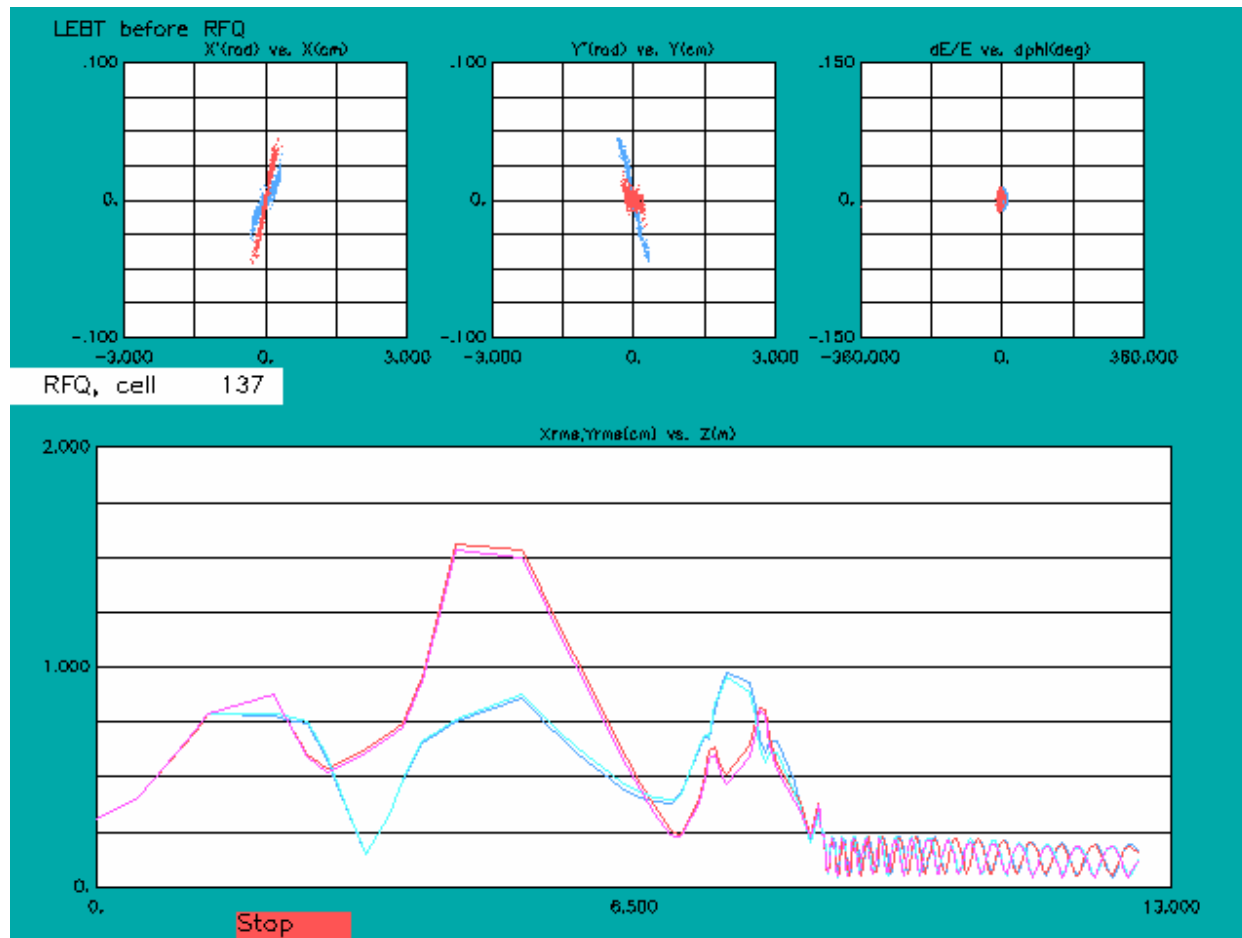 LEBT before RFQ
X'(rad) vs. X(cm)
Y'(rad) vs. Y(cm)
dE/E vs. dphi(deg)
.100
.100
.150
0.
0.
0.
-.100
-.100
-.150
-3.000 0. 3.000
-3.000 0. 3.000
-360.000 0. 360.000
RFQ, cell 137
Xrms,Yrms[cm] vs. Z(m)
2.000
1.000
0.
0. 6.500 13.000
Stop